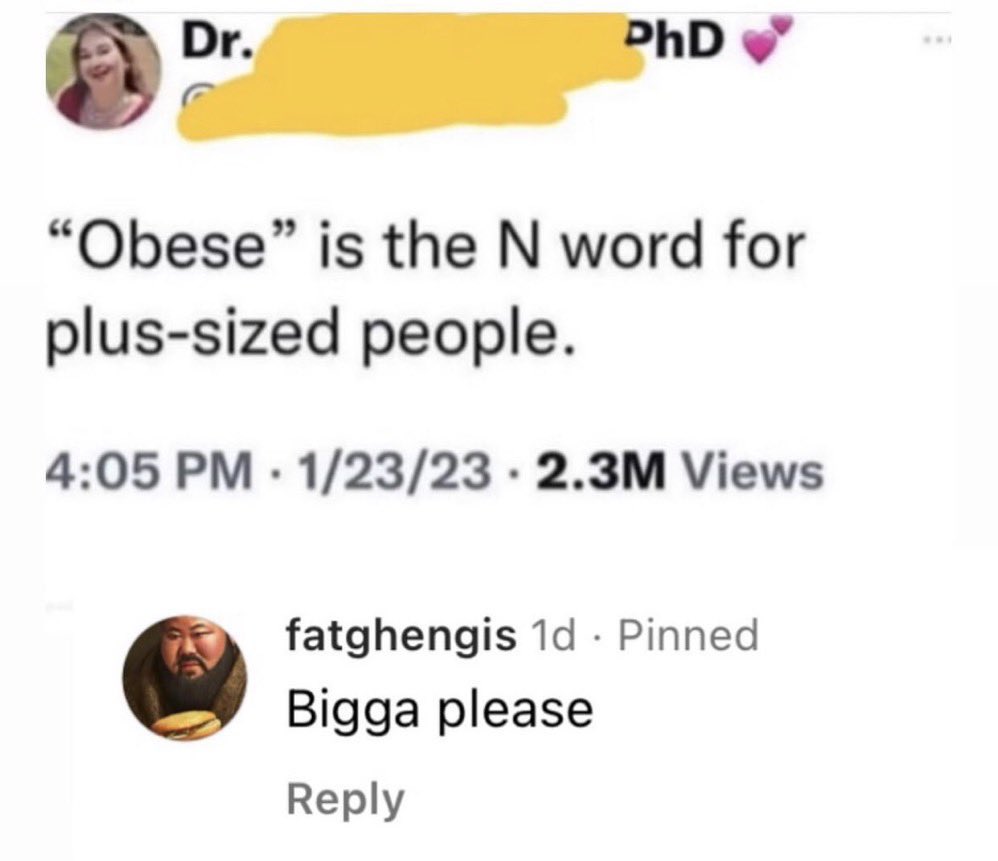 Dr. PhD 💕
@
“Obese” is the N word for
plus-sized people.
4:05 PM · 1/23/23 · 2.3M Views
fatghengis 1d · Pinned
Bigga please
Reply